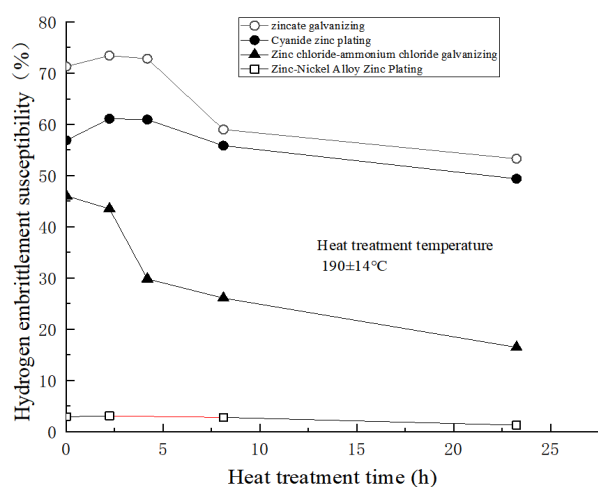 80
70
60
50
40
30
20
10
0
Hydrogen embrittlement susceptibility（%）
zincate galvanizing
Cyanide zinc plating
Zinc chloride-ammonium chloride galvanizing
Zinc-Nickel Alloy Zinc Plating
Heat treatment temperature
190±14℃
0 5 10 15 20 25
Heat treatment time (h)